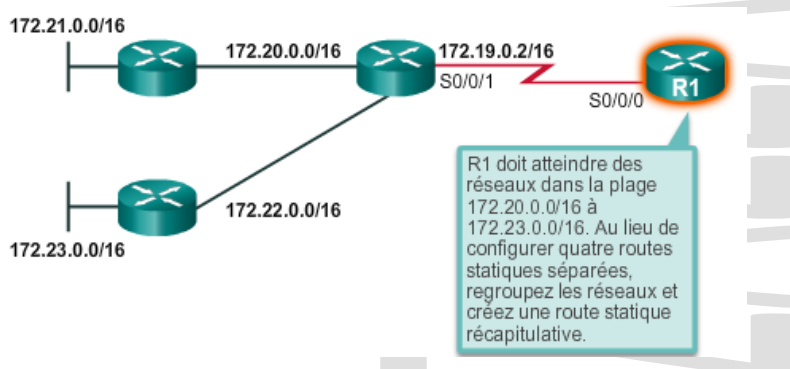 172.21.0.0/16
172.20.0.0/16
172.19.0.2/16
S0/0/1
S0/0/0
R1
172.22.0.0/16
172.23.0.0/16
R1 doit atteindre des
réseaux dans la plage
172.20.0.0/16 à
172.23.0.0/16. Au lieu de
configurer quatre routes
statiques séparées,
regroupez les réseaux et
créez une route statique
récapitulative.